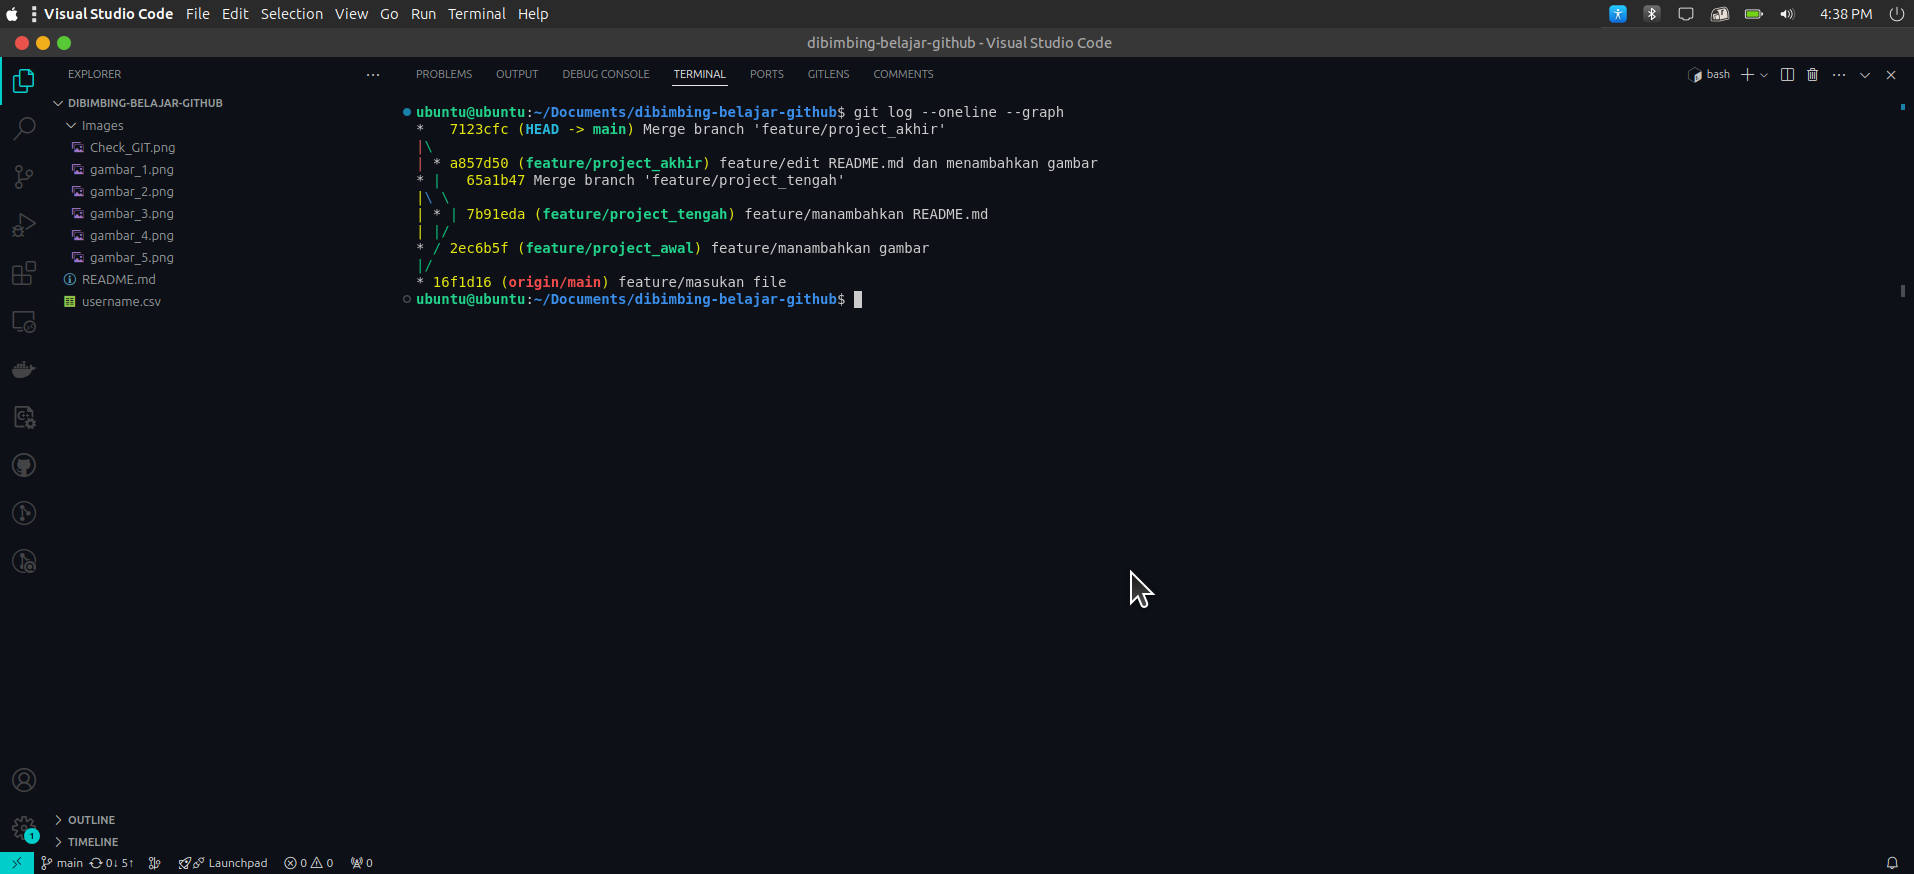 Visual Studio Code File Edit Selection View Go Run Terminal Help 4:38 PM
dibimbing-belajar-github - Visual Studio Code
EXPLORER
PROBLEMS OUTPUT DEBUG CONSOLE TERMINAL PORTS GITLENS COMMENTS bash
DIBIMBING-BELAJAR-GITHUB
Images
Check_GIT.png
gambar_1.png
gambar_2.png
gambar_3.png
gambar_4.png
gambar_5.png
README.md
username.csv
ubuntu@ubuntu:~/Documents/dibimbing-belajar-github$ git log --oneline --graph
*   7123cfc (HEAD -> main) Merge branch 'feature/project_akhir'
|\
| * a857d50 (feature/project_akhir) feature/edit README.md dan menambahkan gambar
* |   65a1b47 Merge branch 'feature/project_tengah'
|\ \
| * | 7b91eda (feature/project_tengah) feature/manambahkan README.md
| |/
* / 2ec6b5f (feature/project_awal) feature/manambahkan gambar
|/
* 16f1d16 (origin/main) feature/masukan file
ubuntu@ubuntu:~/Documents/dibimbing-belajar-github$
1
OUTLINE
TIMELINE
main 0↓ 5↑ Launchpad 0 0 0